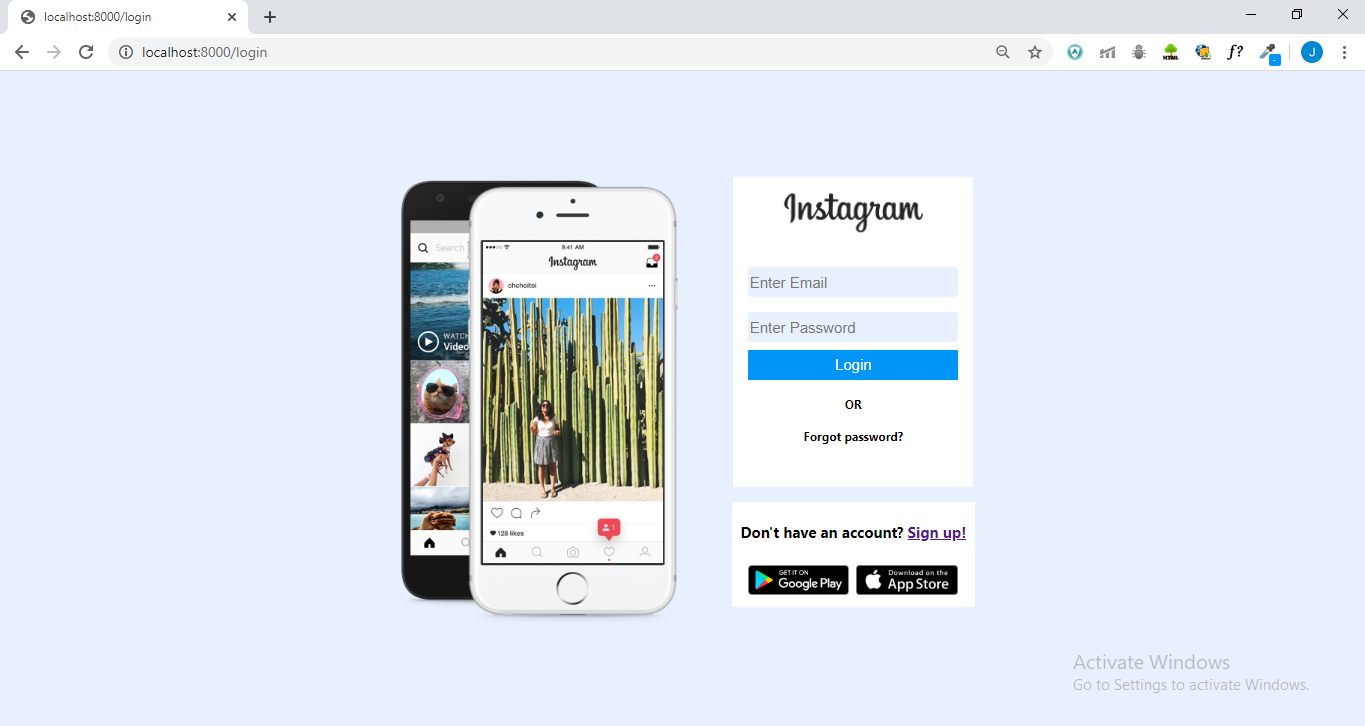 localhost:8000/login
localhost:8000/login
f?
J
HTML
Search
WATCH
Video
9:41 AM
Instagram
2
chchoitoi
1
128 likes
Instagram
Enter Email
Enter Password
Login
OR
Forgot password?
Don't have an account? Sign up!
GET IT ON
Google Play
Download on the
App Store
Activate Windows
Go to Settings to activate Windows.